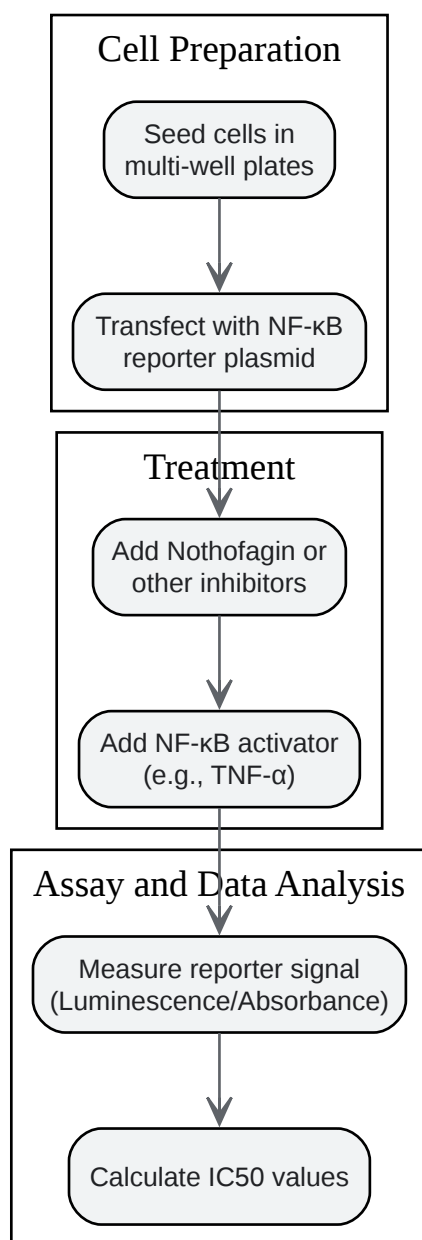 Cell Preparation
Seed cells in
multi-well plates
Transfect with NF-κB
reporter plasmid
Treatment
Add Nothofagin or
other inhibitors
Add NF-κB activator
(e.g., TNF-α)
Assay and Data Analysis
Measure reporter signal
(Luminescence/Absorbance)
Calculate IC50 values